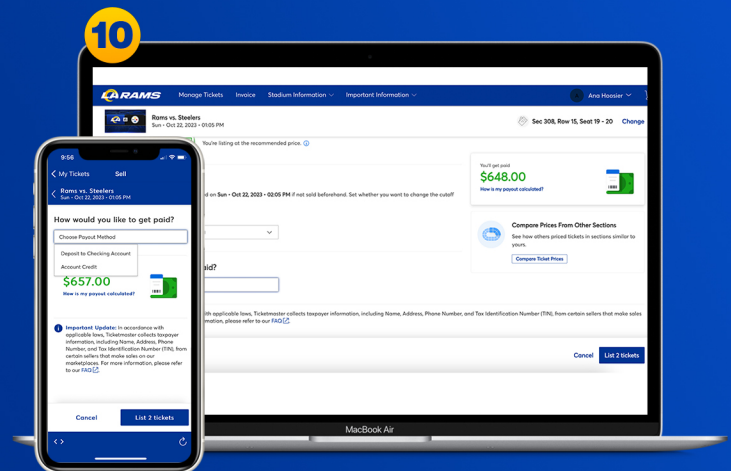 10
LA RAMS
Manage Tickets Invoice Stadium Information Important Information
Ana Hoosier
Rams vs. Steelers
Sun • Oct 22, 2023 • 01:05 PM
Sec 308, Row 15, Seat 19 - 20 Change
You're listing at the recommended price.
You'll get paid
$648.00
How is my payout calculated?
d on Sun • Oct 22, 2023 • 02:05 PM if not sold beforehand. Set whether you want to change the cutoff
Compare Prices From Other Sections
See how others priced tickets in sections similar to
yours.
Compare Ticket Prices
aid?
ith applicable laws, Ticketmaster collects taxpayer information, including Name, Address, Phone Number, and Tax Identification Number (TIN), from certain sellers that make sales
rmation, please refer to our FAQ
Cancel List 2 tickets
MacBook Air
9:56
My Tickets Sell
Rams vs. Steelers
Sun • Oct 22, 2023 • 01:05 PM
How would you like to get paid?
Choose Payout Method
Deposit to Checking Account
Account Credit
$657.00
How is my payout calculated?
Important Update: In accordance with
applicable laws, Ticketmaster collects taxpayer
information, including Name, Address, Phone
Number, and Tax Identification Number (TIN), from
certain sellers that make sales on our
marketplaces. For more information, please refer
to our FAQ
Cancel List 2 tickets